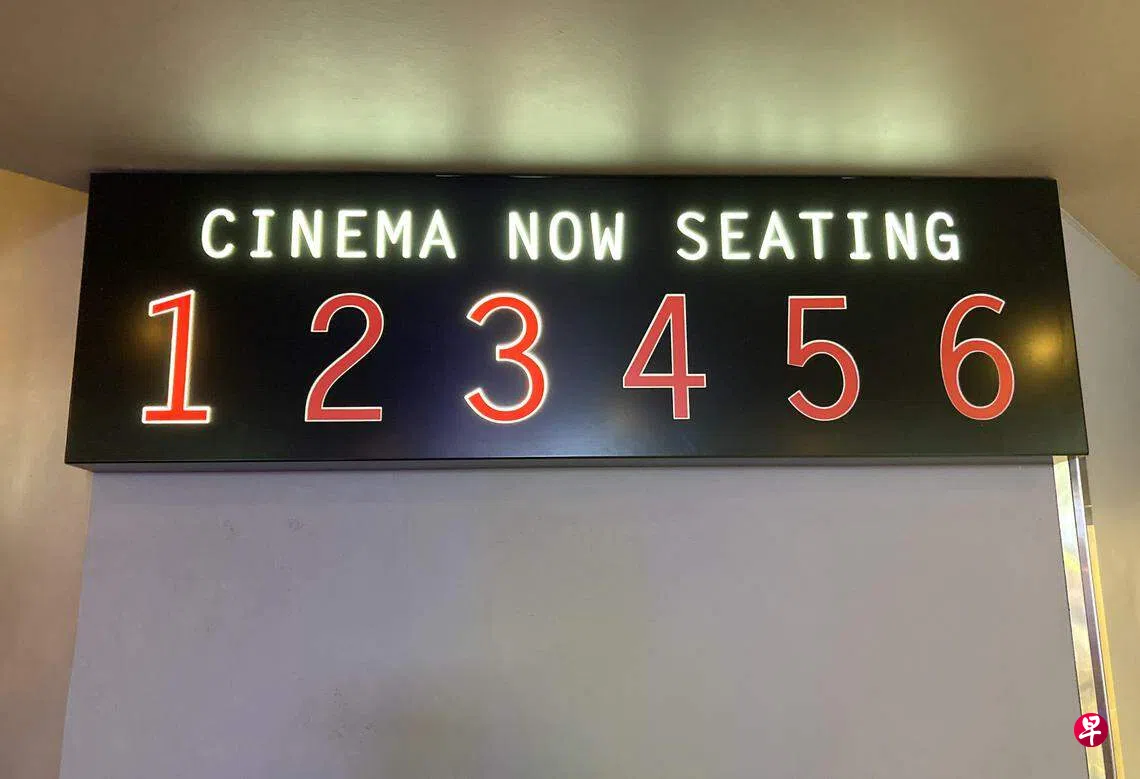 CINEMA NOW SEATING
1 2 3 4 5 6
早